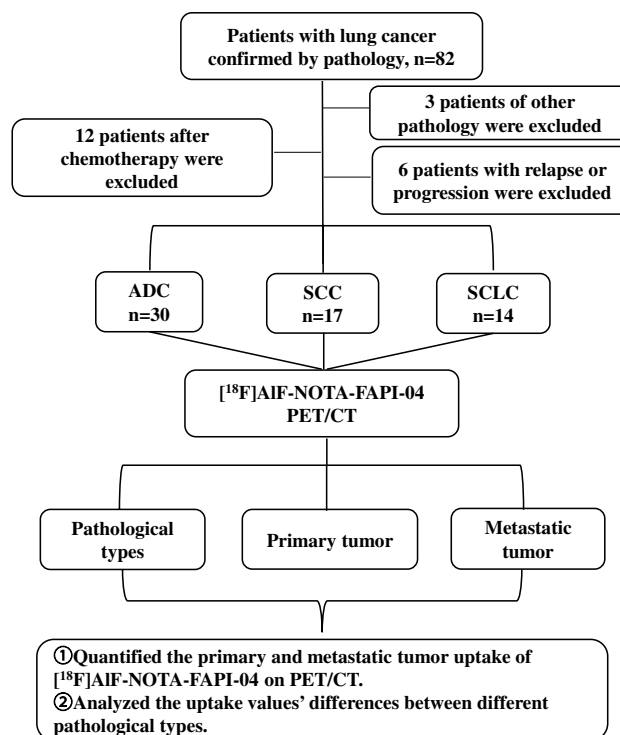 Patients with lung cancer
confirmed by pathology, n=82
3 patients of other
pathology were excluded
12 patients after
chemotherapy were
excluded
6 patients with relapse or
progression were excluded
ADC
n=30
SCC
n=17
SCLC
n=14
[¹⁸F]AlF-NOTA-FAPI-04
PET/CT
Pathological
types
Primary tumor
Metastatic
tumor
①Quantified the primary and metastatic tumor uptake of
[¹⁸F]AlF-NOTA-FAPI-04 on PET/CT.
②Analyzed the uptake values’ differences between different
pathological types.